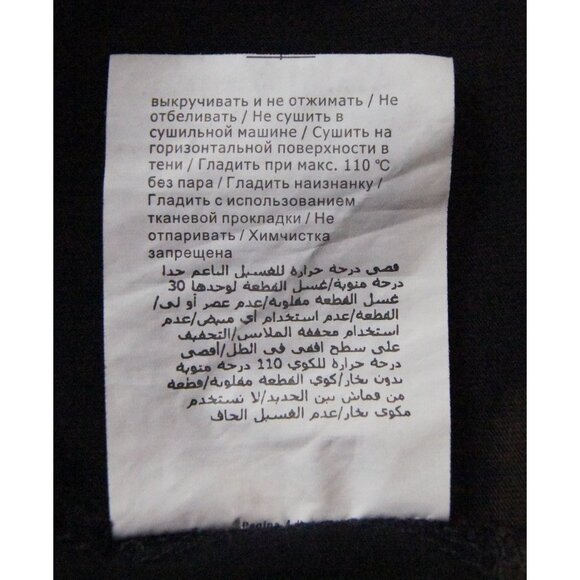 выкручивать и не отжимать / Не
отбеливать / Не сушить в
сушильной машине / Сушить на
горизонтальной поверхности в
тени / Гладить при макс. 110 °C
без пара / Гладить наизнанку /
Гладить с использованием
тканевой прокладки / Не
отпаривать / Химчистка
запрещена
قصى درجة حرارة للغسيل الناعم جدا
30 درجة مئوية/غسل القطعة لوحدها
غسل القطعة مقلوبة/عدم عصر أو لى/
القطعة/عدم استخدام أي مبيض/عدم
استخدام مجففة الملابس/التجفيف
على سطح افقى فى الظل/أقصى
درجة حرارة للكوي 110 درجة مئوية
بدون بخار/كوي القطعة مقلوبة/قطعة
من قماش بين الحديد/لا تستخدم
مكوى بخار/عدم الغسيل الجاف